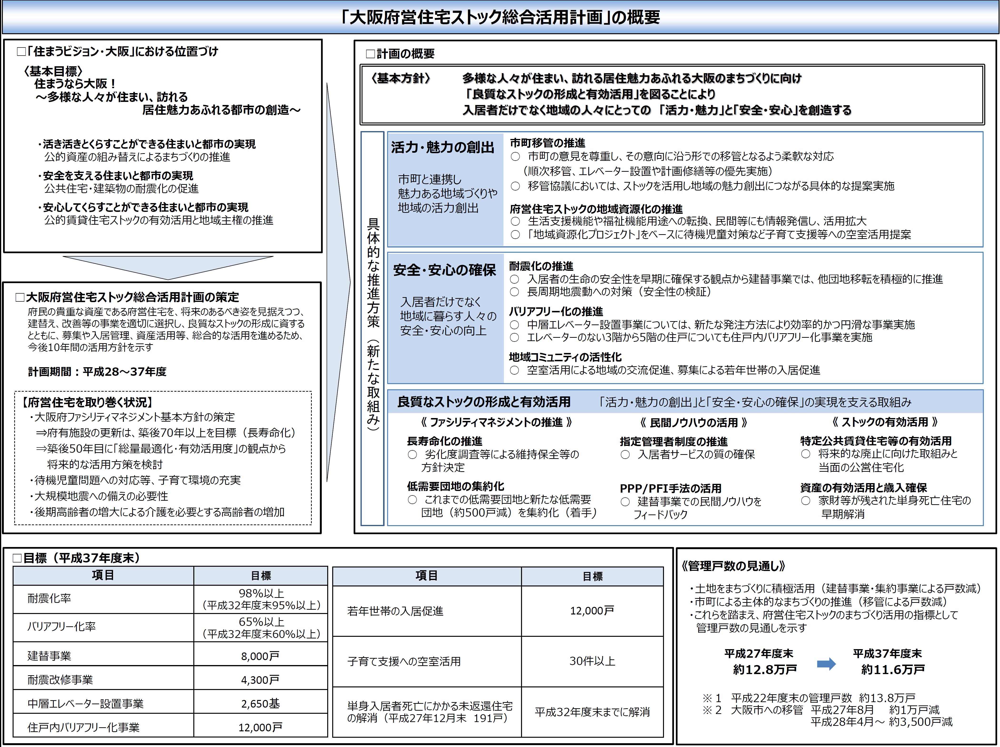 「大阪府営住宅ストック総合活用計画」の概要
□「住まうビジョン・大阪」における位置づけ
〈基本目標〉
住まうなら大阪！
～多様な人々が住まい、訪れる
居住魅力あふれる都市の創造～
・活き活きとくらすことができる住まいと都市の実現
公的資産の組み替えによるまちづくりの推進
・安全を支える住まいと都市の実現
公共住宅・建築物の耐震化の促進
・安心してくらすことができる住まいと都市の実現
公的賃貸住宅ストックの有効活用と地域主権の推進
□大阪府営住宅ストック総合活用計画の策定
府民の貴重な資産である府営住宅を、将来のあるべき姿を見据えつつ、
建替え、改善等の事業を適切に選択し、良質なストックの形成に資する
とともに、募集や入居管理、資産活用等、総合的な活用を進めるため、
今後10年間の活用方針を示す
計画期間：平成28～37年度
【府営住宅を取り巻く状況】
・大阪府ファシリティマネジメント基本方針の策定
⇒府有施設の更新は、築後70年以上を目標（長寿命化）
⇒築後50年目に「総量最適化・有効活用度」の観点から
将来的な活用方策を検討
・待機児童問題への対応等、子育て環境の充実
・大規模地震への備えの必要性
・後期高齢者の増大による介護を必要とする高齢者の増加
□計画の概要
〈基本方針〉 多様な人々が住まい、訪れる居住魅力あふれる大阪のまちづくりに向け
「良質なストックの形成と有効活用」を図ることにより
入居者だけでなく地域の人々にとっての 「活力・魅力」と「安全・安心」を創造する
具体的な推進方策（新たな取組み）
活力・魅力の創出
市町と連携し
魅力ある地域づくりや
地域の活力創出
市町移管の推進
○ 市町の意見を尊重し、その意向に沿う形での移管となるよう柔軟な対応
（順次移管、エレベーター設置や計画修繕等の優先実施）
○ 移管協議においては、ストックを活用し地域の魅力創出につながる具体的な提案実施
府営住宅ストックの地域資源化の推進
○ 生活支援機能や福祉機能用途への転換、民間等にも情報発信し、活用拡大
○ 「地域資源化プロジェクト」をベースに待機児童対策など子育て支援等への空室活用提案
安全・安心の確保
入居者だけでなく
地域に暮らす人々の
安全・安心の向上
耐震化の推進
○ 入居者の生命の安全性を早期に確保する観点から建替事業では、他団地移転を積極的に推進
○ 長周期地震動への対策（安全性の検証）
バリアフリー化の推進
○ 中層エレベーター設置事業については、新たな発注方法により効率的かつ円滑な事業実施
○ エレベーターのない3階から5階の住戸についても住戸内バリアフリー化事業を実施
地域コミュニティの活性化
○ 空室活用による地域の交流促進、募集による若年世帯の入居促進
良質なストックの形成と有効活用 「活力・魅力の創出」と「安全・安心の確保」の実現を支える取組み
《 ファシリティマネジメントの推進 》
長寿命化の推進
○ 劣化度調査等による維持保全等の
方針決定
低需要団地の集約化
○ これまでの低需要団地と新たな低需要
団地（約500戸減）を集約化（着手）
《 民間ノウハウの活用 》
指定管理者制度の推進
○ 入居者サービスの質の確保
PPP/PFI手法の活用
○ 建替事業での民間ノウハウを
フィードバック
《 ストックの有効活用 》
特定公共賃貸住宅等の有効活用
○ 将来的な廃止に向けた取組みと
当面の公営住宅化
資産の有効活用と歳入確保
○ 家財等が残された単身死亡住宅の
早期解消
□目標（平成37年度末）
項目 目標
耐震化率 98%以上
（平成32年度末95%以上）
バリアフリー化率 65%以上
（平成32年度末60%以上）
建替事業 8,000戸
耐震改修事業 4,300戸
中層エレベーター設置事業 2,650基
住戸内バリアフリー化事業 12,000戸
項目 目標
若年世帯の入居促進 12,000戸
子育て支援への空室活用 30件以上
単身入居者死亡にかかる未返還住宅
の解消（平成27年12月末 191戸） 平成32年度末までに解消
《管理戸数の見通し》
・土地をまちづくりに積極活用（建替事業・集約事業による戸数減）
・市町による主体的なまちづくりの推進（移管による戸数減）
・これらを踏まえ、府営住宅ストックのまちづくり活用の指標として
管理戸数の見通しを示す
平成27年度末 平成37年度末
約12.8万戸 約11.6万戸
※１ 平成22年度末の管理戸数 約13.8万戸
※２ 大阪市への移管 平成27年8月 約1万戸減
平成28年4月～ 約3,500戸減